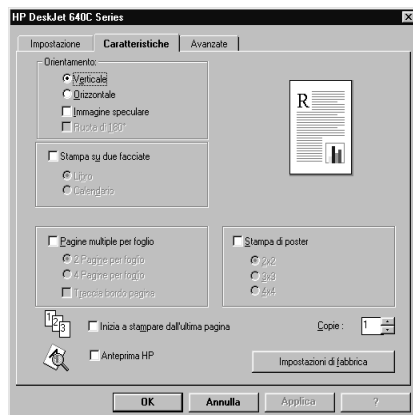 HP DeskJet 640C Series
Impostazione Caratteristiche Avanzate
Orientamento:
Verticale
Orizzontale
Immagine speculare
Ruota di 180°
Stampa su due facciate
Libro
Calendario
Pagine multiple per foglio
2 Pagine per foglio
4 Pagine per foglio
Traccia bordo pagina
Stampa di poster
2x2
3x3
4x4
R
1 2 3
Inizia a stampare dall'ultima pagina
Copie : 1
Anteprima HP
Impostazioni di fabbrica
OK Annulla Applica ?